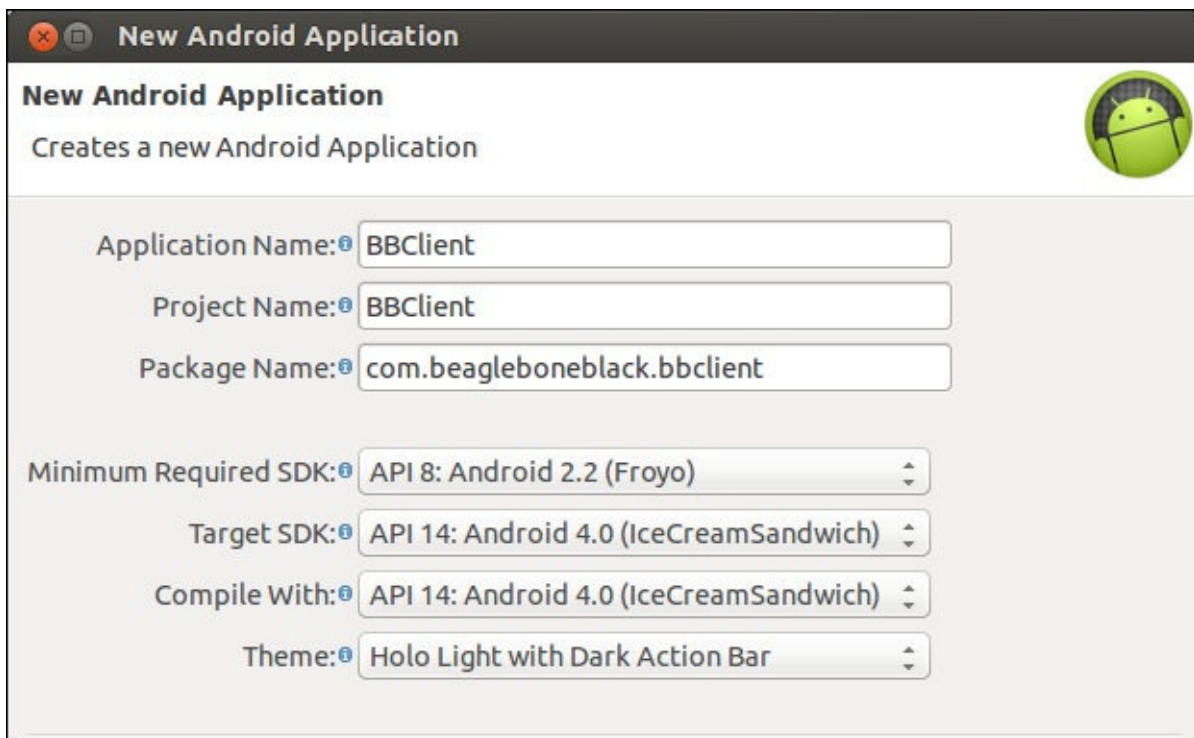 New Android Application
New Android Application
Creates a new Android Application
Application Name: BBClient
Project Name: BBClient
Package Name: com.beagleboneblack.bbclient
Minimum Required SDK: API 8: Android 2.2 (Froyo)
Target SDK: API 14: Android 4.0 (IceCreamSandwich)
Compile With: API 14: Android 4.0 (IceCreamSandwich)
Theme: Holo Light with Dark Action Bar